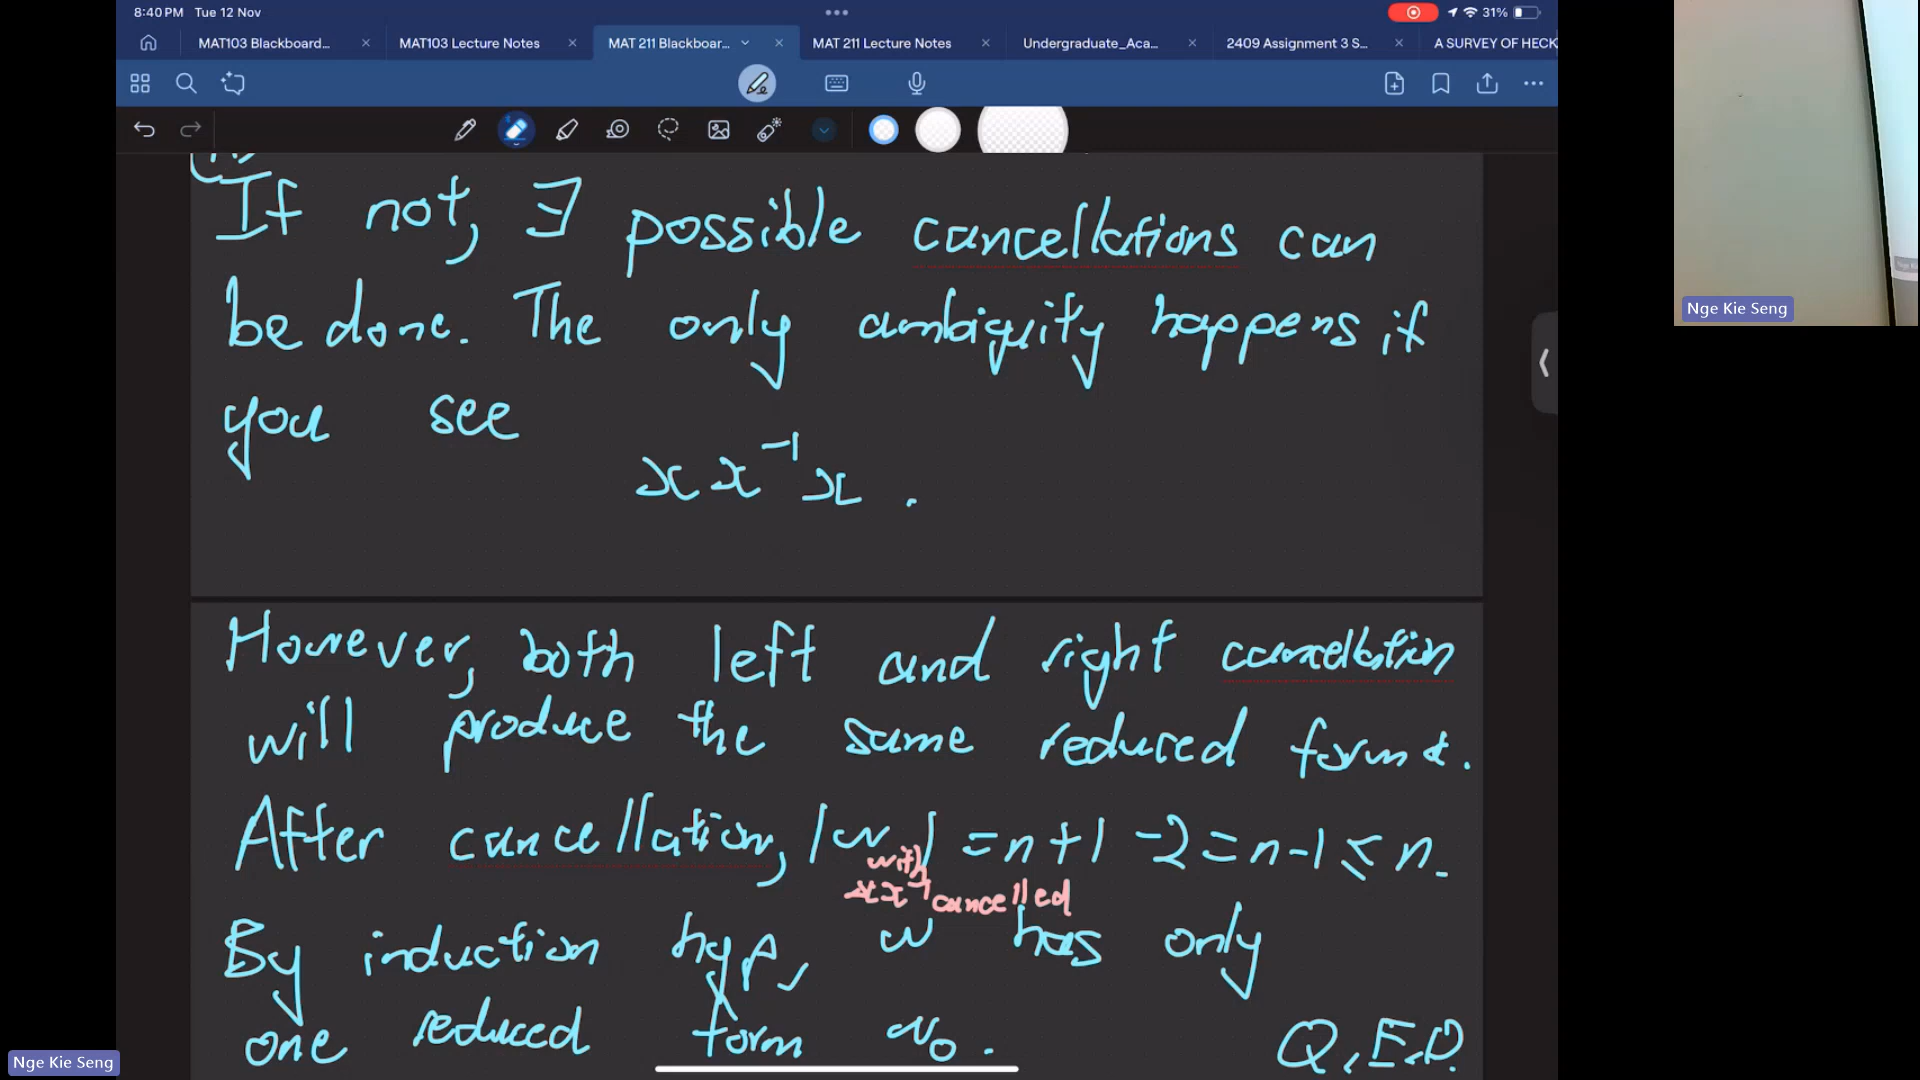 8:40 PM Tue 12 Nov
31%
MAT103 Blackboard...
MAT103 Lecture Notes
MAT 211 Blackboar...
MAT 211 Lecture Notes
Undergraduate_Aca...
2409 Assignment 3 S...
A SURVEY OF HECK
If not, ∃ possible cancellations can
be done. The only ambiguity happens if
you see
x x⁻¹ x .
However, both left and right cancellation
will produce the same reduced form.
After cancellation, |w| = n+1 -2 = n-1 ≤ n.
with
xx⁻¹ cancelled
By induction hyp, w has only
one reduced form w₀.
Q.E.D.
Nge Kie Seng
Nge Kie Seng